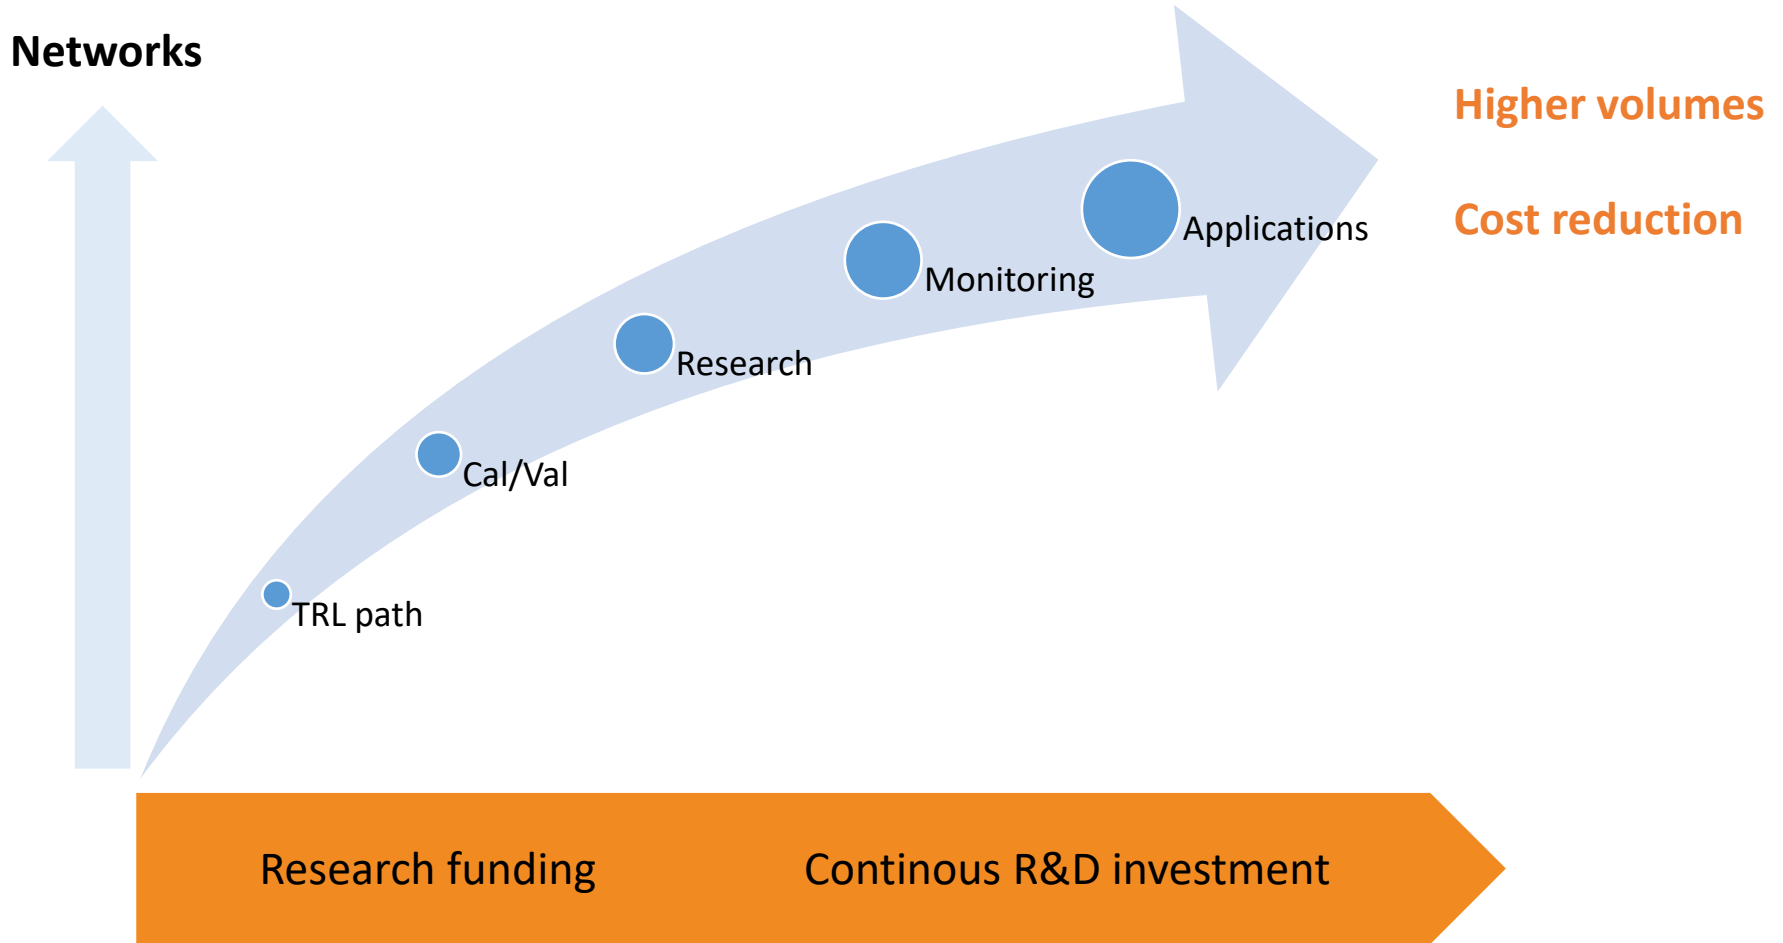 Networks
Higher volumes
Cost reduction
Applications
Monitoring
Research
Cal/Val
TRL path
Research funding
Continous R&D investment